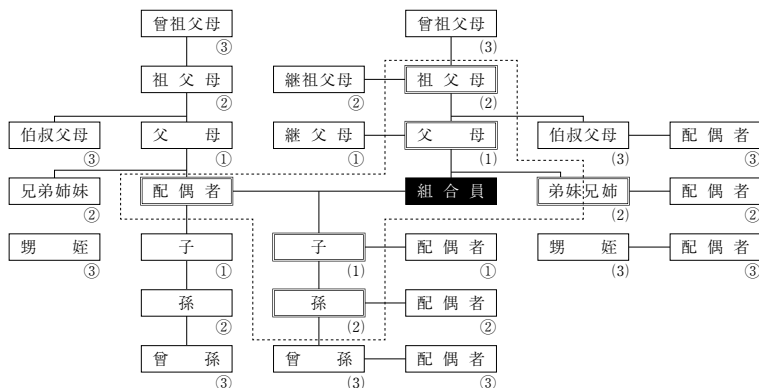 曾祖父母 曾祖父母
③ (3)
祖父母 継祖父母 祖父母
② ② (2)
伯叔父母 父母 継父母 父母 伯叔父母 配偶者
③ ① ① (1) (3) ③
兄弟姉妹 配偶者 組合員 弟妹兄姉 配偶者
② (2) ②
甥姪 子 子 配偶者 甥姪 配偶者
③ ① (1) ① (3) ③
孫 孫 配偶者
② (2) ②
曾孫 曾孫 配偶者
③ (3) ③